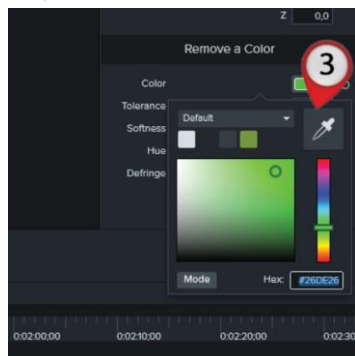 Z 0,0
Remove a Color
3
Color
Tolerance
Default
Softness
Hue
Defringe
Mode Hex: #26DE26
0:02:00;00 0:02:10;00 0:02:20;00 0:02:30